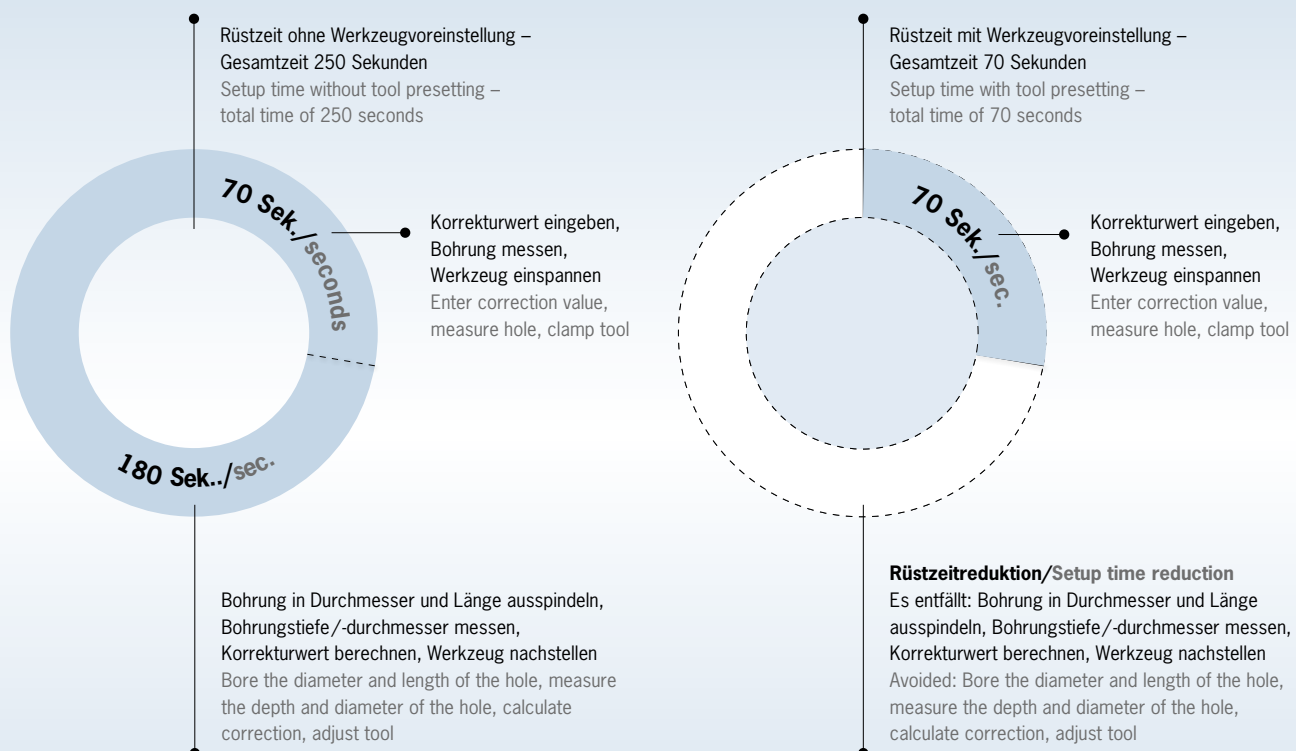 Rüstzeit ohne Werkzeugvoreinstellung –
Gesamtzeit 250 Sekunden
Setup time without tool presetting –
total time of 250 seconds
70 Sek./seconds
Korrekturwert eingeben,
Bohrung messen,
Werkzeug einspannen
Enter correction value,
measure hole, clamp tool
180 Sek../sec.
Bohrung in Durchmesser und Länge ausspindeln,
Bohrungstiefe/-durchmesser messen,
Korrekturwert berechnen, Werkzeug nachstellen
Bore the diameter and length of the hole, measure
the depth and diameter of the hole, calculate
correction, adjust tool
Rüstzeit mit Werkzeugvoreinstellung –
Gesamtzeit 70 Sekunden
Setup time with tool presetting –
total time of 70 seconds
70 Sek./sec.
Korrekturwert eingeben,
Bohrung messen,
Werkzeug einspannen
Enter correction value,
measure hole, clamp tool
Rüstzeitreduktion/Setup time reduction
Es entfällt: Bohrung in Durchmesser und Länge
ausspindeln, Bohrungstiefe/-durchmesser messen,
Korrekturwert berechnen, Werkzeug nachstellen
Avoided: Bore the diameter and length of the hole,
measure the depth and diameter of the hole,
calculate correction, adjust tool